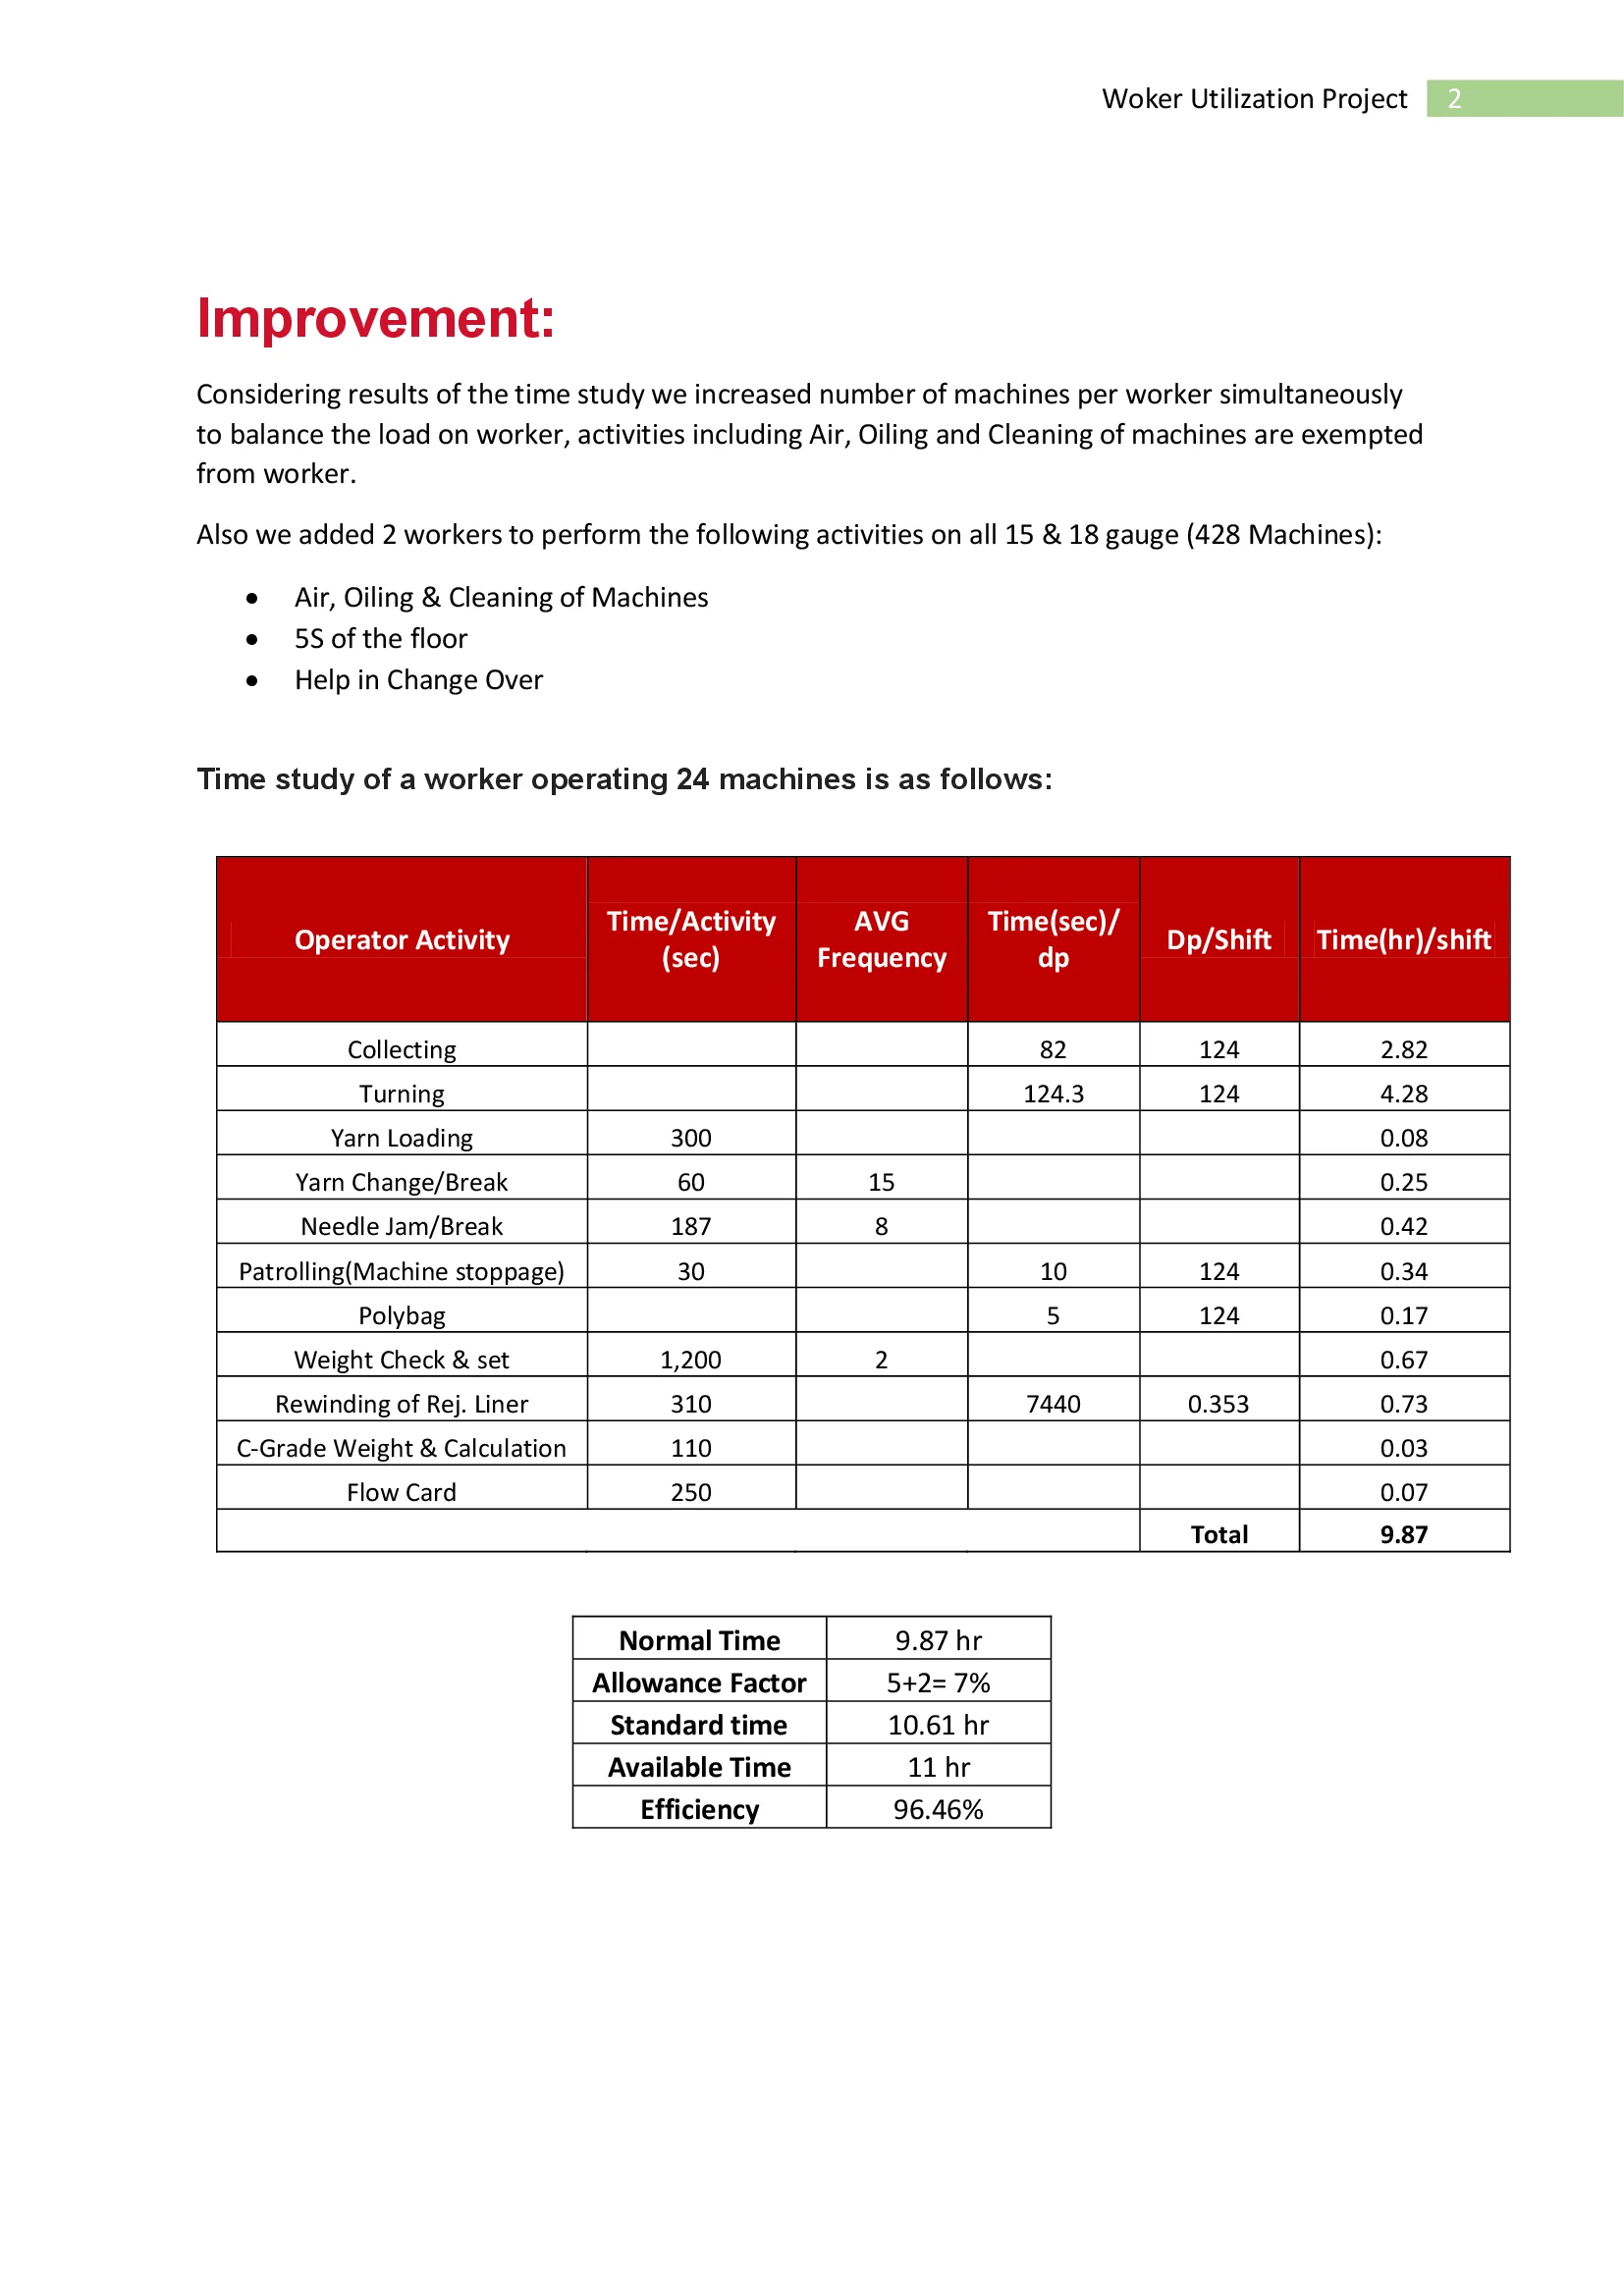 Woker Utilization Project 2
Improvement:
Considering results of the time study we increased number of machines per worker simultaneously
to balance the load on worker, activities including Air, Oiling and Cleaning of machines are exempted
from worker.
Also we added 2 workers to perform the following activities on all 15 & 18 gauge (428 Machines):
• Air, Oiling & Cleaning of Machines
• 5S of the floor
• Help in Change Over
Time study of a worker operating 24 machines is as follows:
Operator Activity Time/Activity (sec) AVG Frequency Time(sec)/ dp Dp/Shift Time(hr)/shift
Collecting 82 124 2.82
Turning 124.3 124 4.28
Yarn Loading 300 0.08
Yarn Change/Break 60 15 0.25
Needle Jam/Break 187 8 0.42
Patrolling(Machine stoppage) 30 10 124 0.34
Polybag 5 124 0.17
Weight Check & set 1,200 2 0.67
Rewinding of Rej. Liner 310 7440 0.353 0.73
C-Grade Weight & Calculation 110 0.03
Flow Card 250 0.07
Total 9.87
Normal Time 9.87 hr
Allowance Factor 5+2= 7%
Standard time 10.61 hr
Available Time 11 hr
Efficiency 96.46%